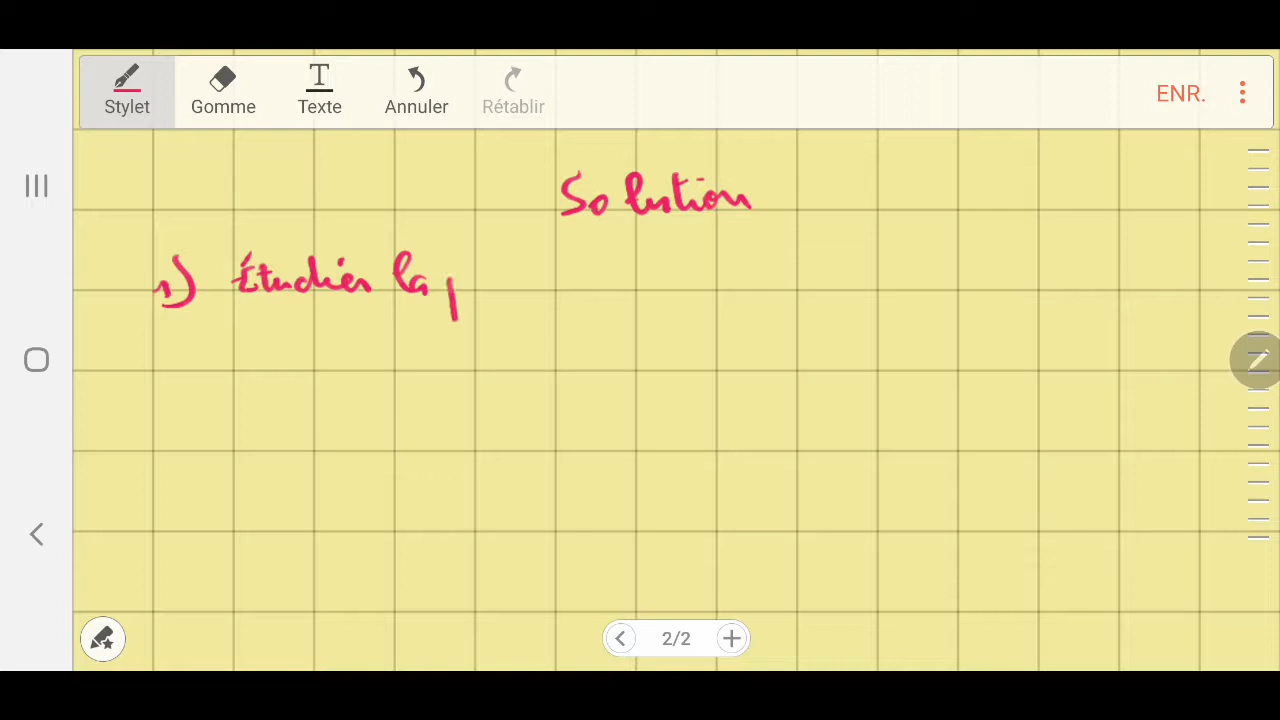 Stylet Gomme Texte Annuler Rétablir ENR.
Solution
1) Étudier la p
2/2